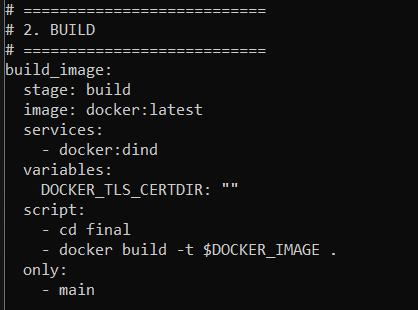 # ===========================
# 2. BUILD
# ===========================
build_image:
  stage: build
  image: docker:latest
  services:
    - docker:dind
  variables:
    DOCKER_TLS_CERTDIR: ""
  script:
    - cd final
    - docker build -t $DOCKER_IMAGE .
  only:
    - main